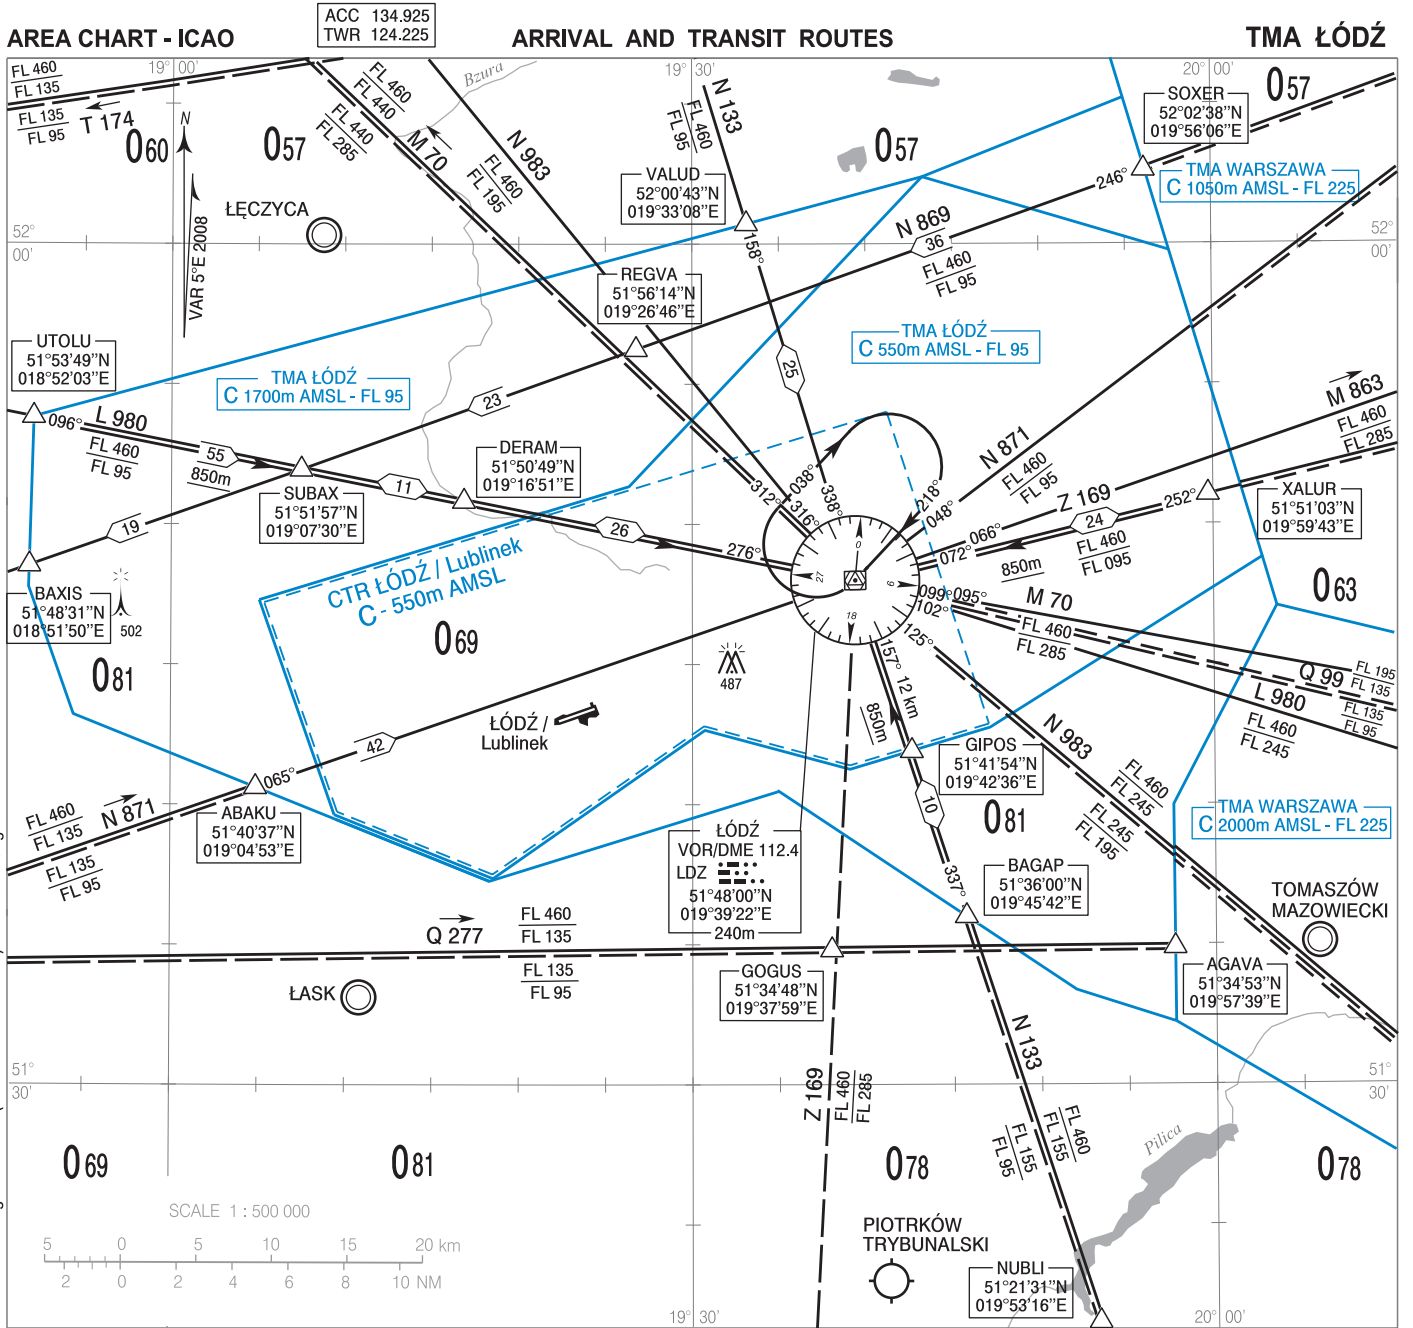 ACC 134.925
TWR 124.225
AREA CHART - ICAO
ARRIVAL AND TRANSIT ROUTES
TMA ŁÓDŹ
19° 00'
19° 30'
20° 00'
FL 460
FL 135
FL 135
FL 95
T 174
060
057
N
VAR 5°E 2008
ŁĘCZYCA
FL 460
FL 440
FL 440
FL 285
M 70
Bzura
N 983
FL 460
FL 195
N 133
FL 460
FL 95
VALUD
52°00'43"N
019°33'08"E
158°
057
SOXER
52°02'38"N
019°56'06"E
057
246°
TMA WARSZAWA
C 1050m AMSL - FL 225
N 869
36
FL 460
FL 95
52°
00'
52°
00'
REGVA
51°56'14"N
019°26'46"E
UTOLU
51°53'49"N
018°52'03"E
TMA ŁÓDŹ
C 1700m AMSL - FL 95
TMA ŁÓDŹ
C 550m AMSL - FL 95
25
23
096°
L 980
FL 460
FL 95
55
850m
SUBAX
51°51'57"N
019°07'30"E
11
DERAM
51°50'49"N
019°16'51"E
26
276°
312°
316°
038°
338°
218°
048°
N 871
FL 460
FL 95
M 863
FL 460
FL 285
Z 169
066°
072°
252°
24
850m
FL 460
FL 095
XALUR
51°51'03"N
019°59'43"E
19
BAXIS
51°48'31"N
018°51'50"E
502
081
CTR ŁÓDŹ / Lublinek
C - 550m AMSL
069
0
9
18
27
099°
095°
102°
125°
157°
12 km
M 70
FL 460
FL 285
063
Q 99
FL 195
FL 135
FL 135
FL 95
L 980
FL 460
FL 245
487
ŁÓDŹ /
Lublinek
42
065°
850m
N 983
FL 460
FL 245
FL 245
FL 195
GIPOS
51°41'54"N
019°42'36"E
10
081
TMA WARSZAWA
C 2000m AMSL - FL 225
FL 460
FL 135
N 871
FL 135
FL 95
ABAKU
51°40'37"N
019°04'53"E
ŁÓDŹ
VOR/DME 112.4
LDZ
51°48'00"N
019°39'22"E
240m
337°
BAGAP
51°36'00"N
019°45'42"E
TOMASZÓW
MAZOWIECKI
Q 277
FL 460
FL 135
FL 135
FL 95
ŁASK
GOGUS
51°34'48"N
019°37'59"E
AGAVA
51°34'53"N
019°57'39"E
51°
30'
51°
30'
Z 169
FL 460
FL 285
N 133
FL 460
FL 155
FL 155
FL 95
Pilica
069
081
078
078
SCALE 1 : 500 000
5 0 5 10 15 20 km
2 0 2 4 6 8 10 NM
PIOTRKÓW
TRYBUNALSKI
NUBLI
51°21'31"N
019°53'16"E
19° 30'
20° 00'